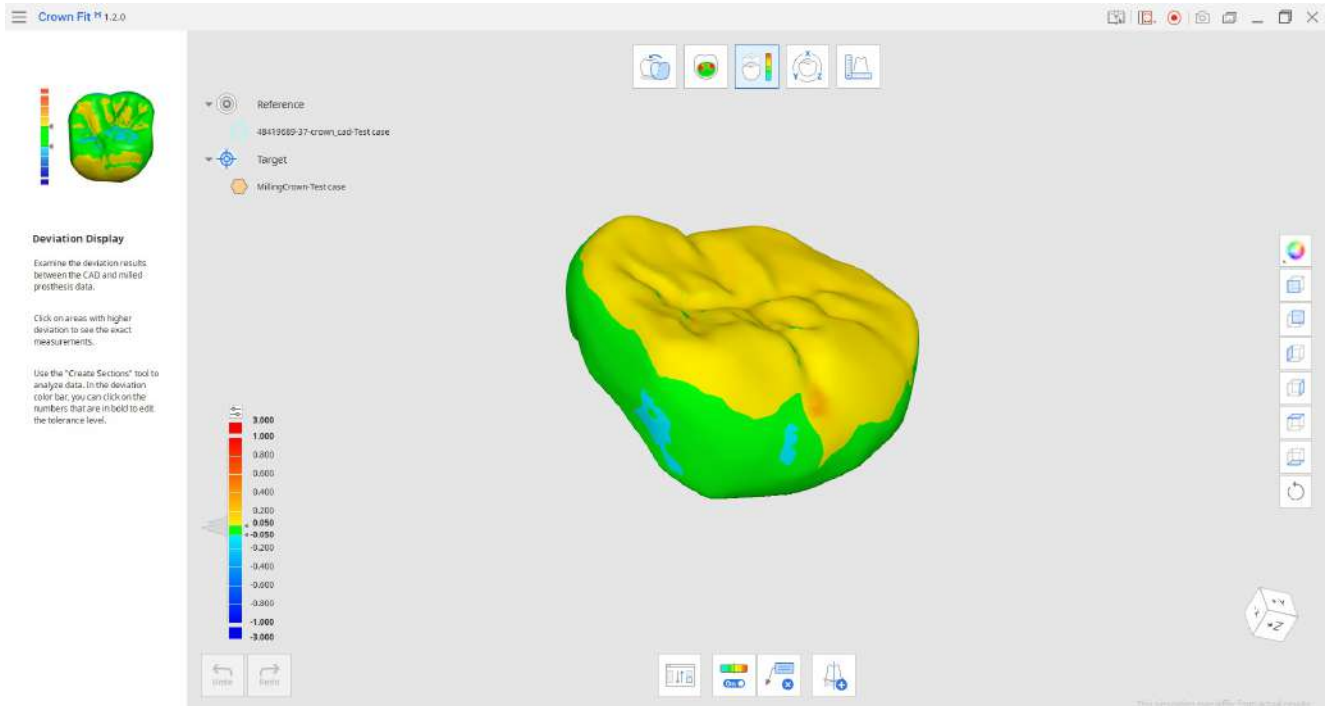 Crown Fit M 1.2.0
Deviation Display
Examine the deviation results
between the CAD and milled
prosthesis data.
Click on areas with higher
deviation to see the exact
measurements.
Use the "Create Sections" tool to
analyze data. In the deviation
color bar, you can click on the
numbers that are in bold to edit
the tolerance level.
Reference
48419689-37-crown_cad-Test case
Target
MillingCrown-Test case
3.000
1.000
0.800
0.600
0.400
0.200
0.050
-0.050
-0.200
-0.400
-0.600
-0.800
-1.000
-3.000
Undo
Redo
X
Y
Z
On
+Y
+Z